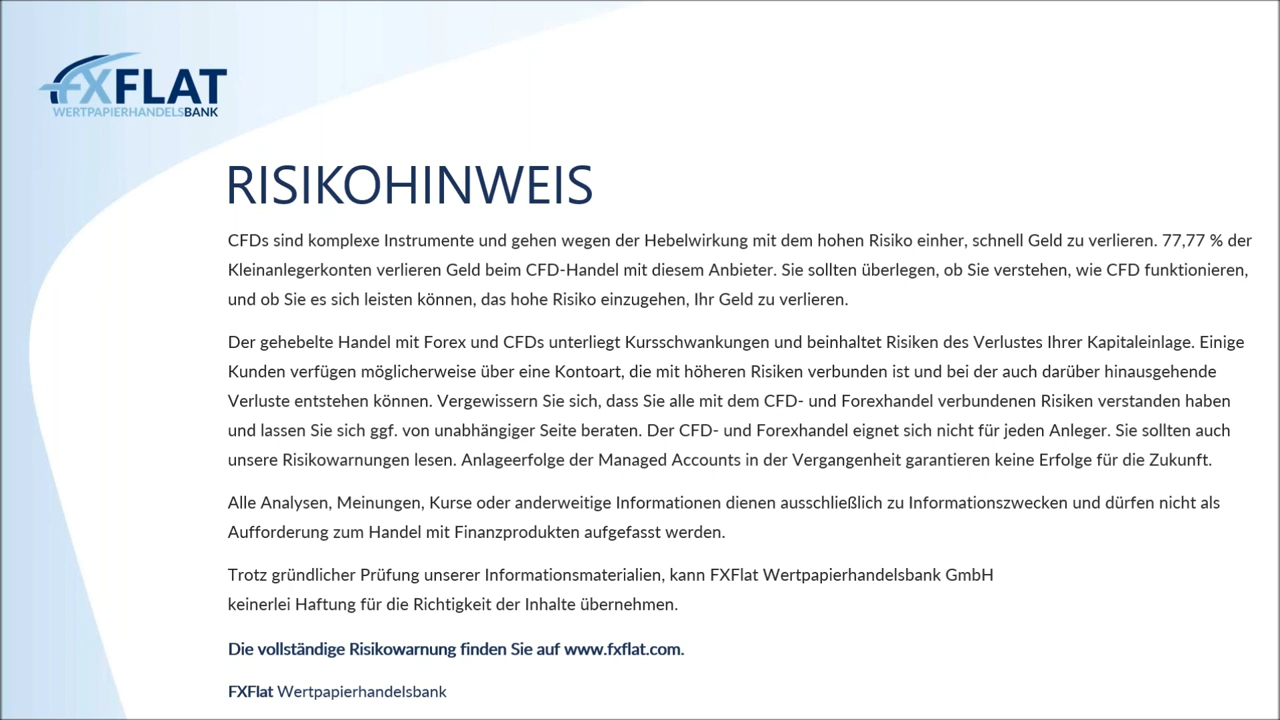 FXFLAT
WERTPAPIERHANDELSBANK
RISIKOHINWEIS
CFDs sind komplexe Instrumente und gehen wegen der Hebelwirkung mit dem hohen Risiko einher, schnell Geld zu verlieren. 77,77 % der
Kleinanlegerkonten verlieren Geld beim CFD-Handel mit diesem Anbieter. Sie sollten überlegen, ob Sie verstehen, wie CFD funktionieren,
und ob Sie es sich leisten können, das hohe Risiko einzugehen, Ihr Geld zu verlieren.
Der gehebelte Handel mit Forex und CFDs unterliegt Kursschwankungen und beinhaltet Risiken des Verlustes Ihrer Kapitaleinlage. Einige
Kunden verfügen möglicherweise über eine Kontoart, die mit höheren Risiken verbunden ist und bei der auch darüber hinausgehende
Verluste entstehen können. Vergewissern Sie sich, dass Sie alle mit dem CFD- und Forexhandel verbundenen Risiken verstanden haben
und lassen Sie sich ggf. von unabhängiger Seite beraten. Der CFD- und Forexhandel eignet sich nicht für jeden Anleger. Sie sollten auch
unsere Risikowarnungen lesen. Anlageerfolge der Managed Accounts in der Vergangenheit garantieren keine Erfolge für die Zukunft.
Alle Analysen, Meinungen, Kurse oder anderweitige Informationen dienen ausschließlich zu Informationszwecken und dürfen nicht als
Aufforderung zum Handel mit Finanzprodukten aufgefasst werden.
Trotz gründlicher Prüfung unserer Informationsmaterialien, kann FXFlat Wertpapierhandelsbank GmbH
keinerlei Haftung für die Richtigkeit der Inhalte übernehmen.
Die vollständige Risikowarnung finden Sie auf www.fxflat.com.
FXFlat Wertpapierhandelsbank